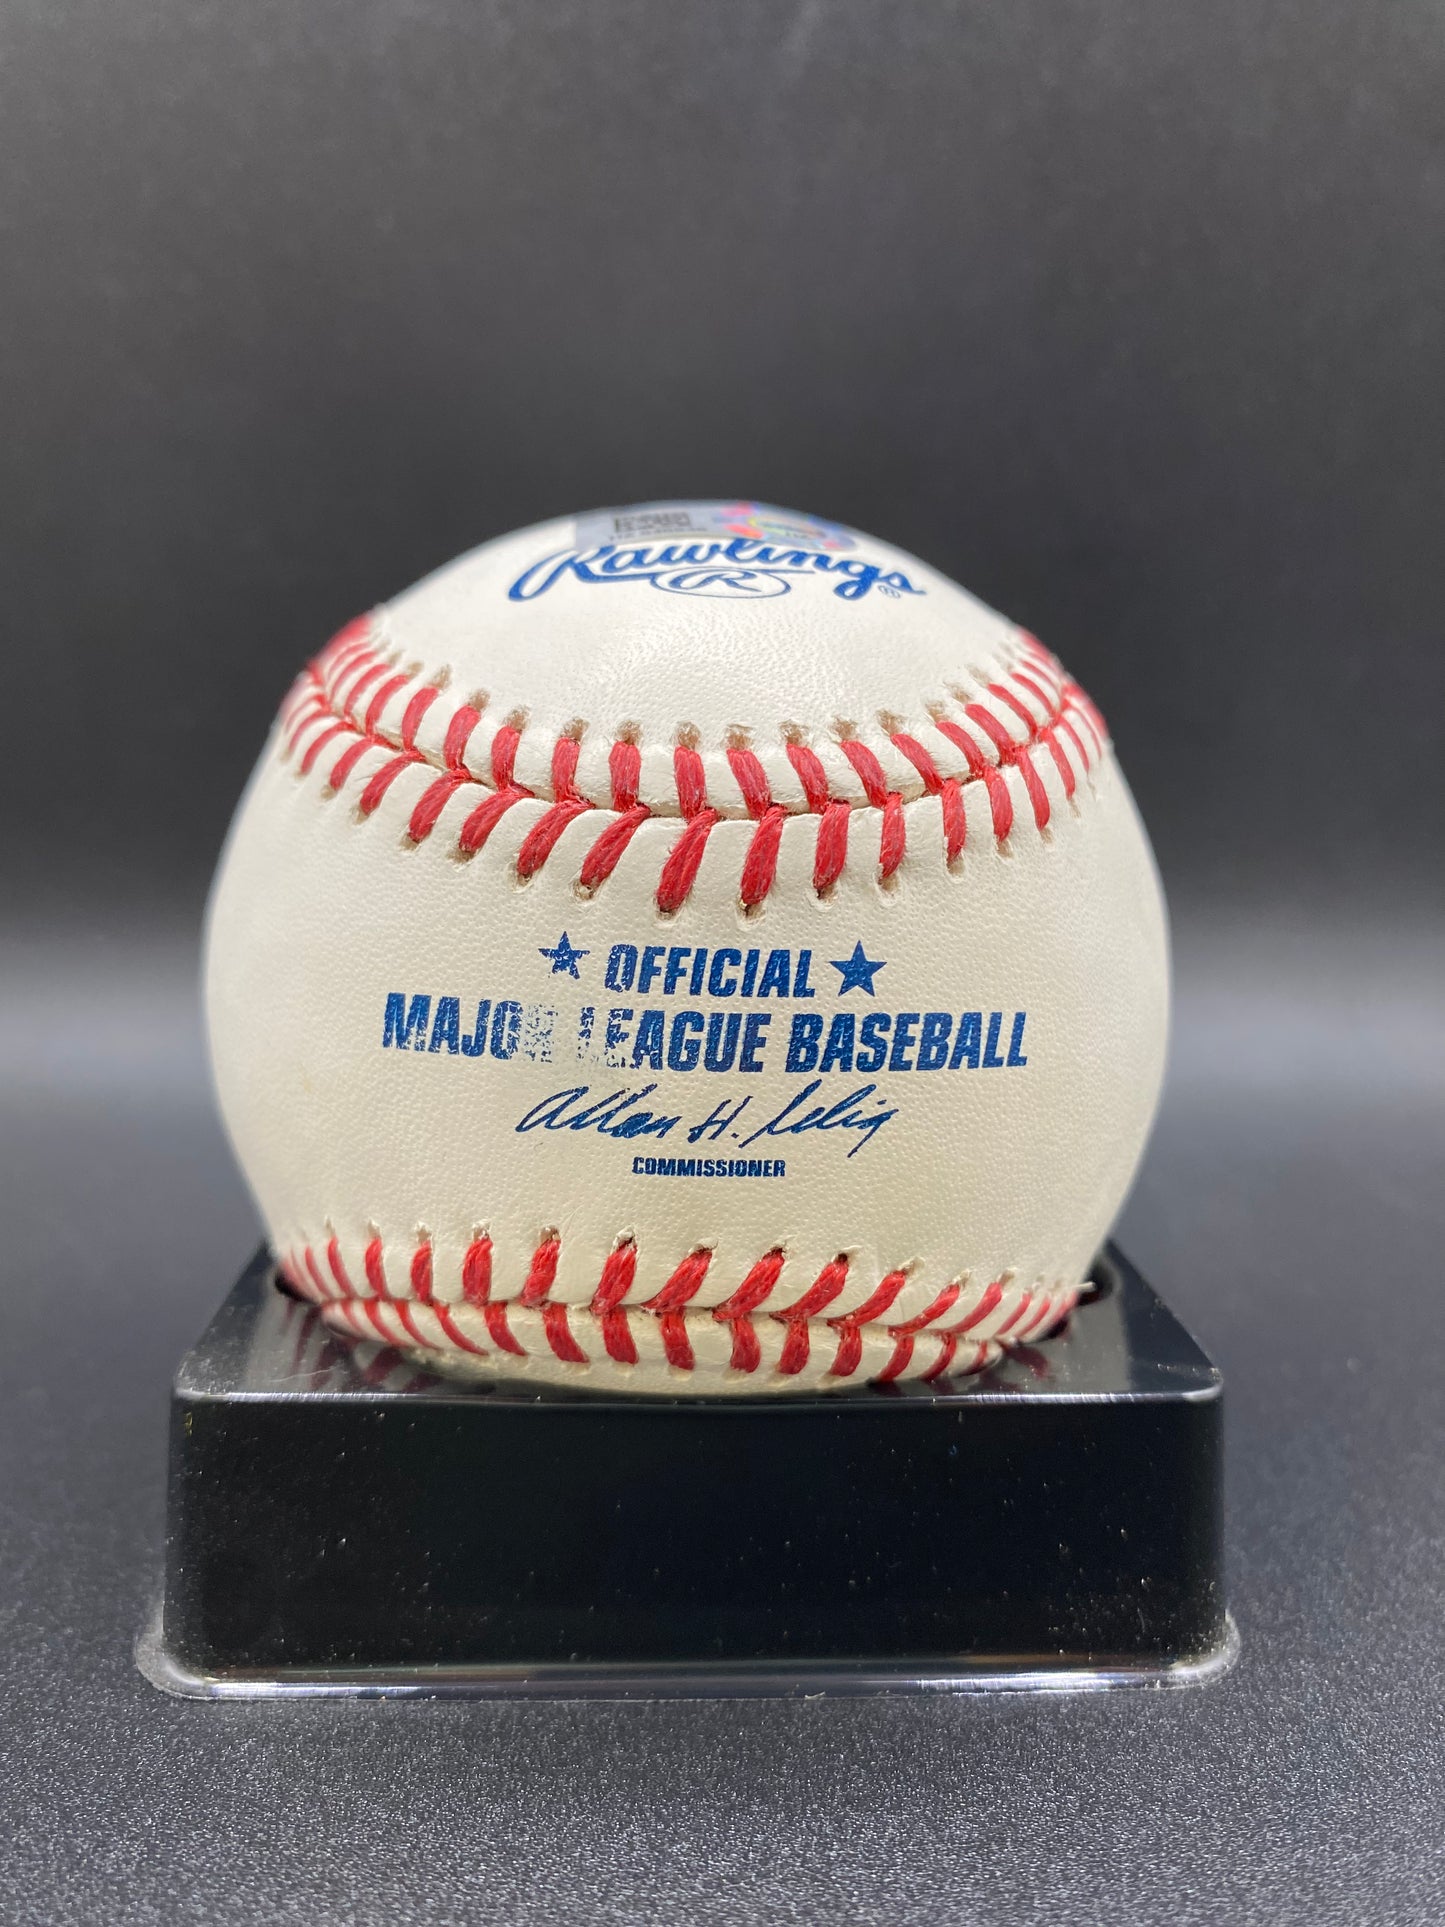 Rawlings ®
R
★ OFFICIAL ★
MAJOR LEAGUE BASEBALL
Allan H. Selig
COMMISSIONER